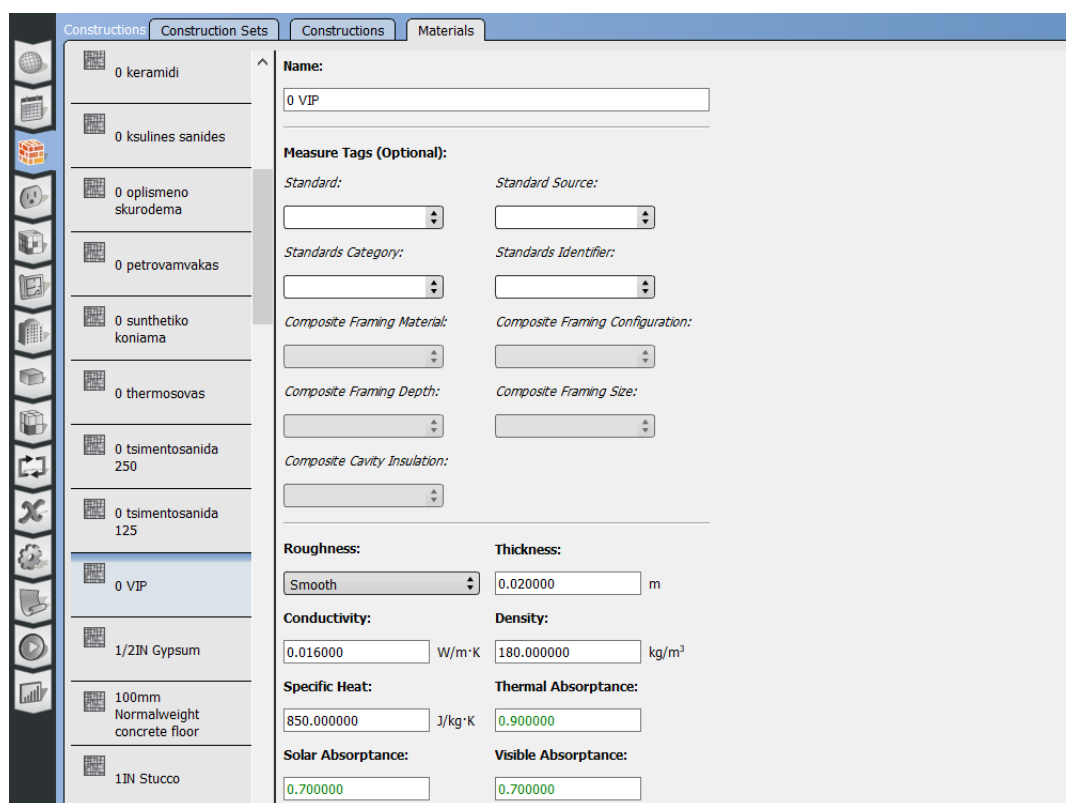 Constructions
Construction Sets
Constructions
Materials
0 keramidi
0 ksulines sanides
0 oplismeno
skurodema
0 petrovamvakas
0 sunthetiko
koniama
0 thermosovas
0 tsimentosanida
250
0 tsimentosanida
125
0 VIP
1/2IN Gypsum
100mm
Normalweight
concrete floor
1IN Stucco
Name:
0 VIP
Measure Tags (Optional):
Standard: Standard Source:
Standards Category: Standards Identifier:
Composite Framing Material: Composite Framing Configuration:
Composite Framing Depth: Composite Framing Size:
Composite Cavity Insulation:
Roughness: Thickness:
Smooth 0.020000 m
Conductivity: Density:
0.016000 W/m·K 180.000000 kg/m³
Specific Heat: Thermal Absorptance:
850.000000 J/kg·K 0.900000
Solar Absorptance: Visible Absorptance:
0.700000 0.700000